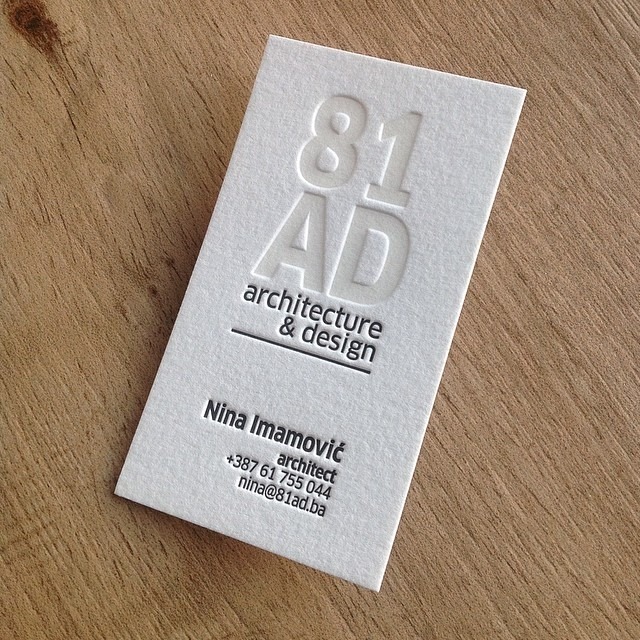 81
AD
architecture
& design
Nina Imamović
architect
+387 61 755 044
nina@81ad.ba